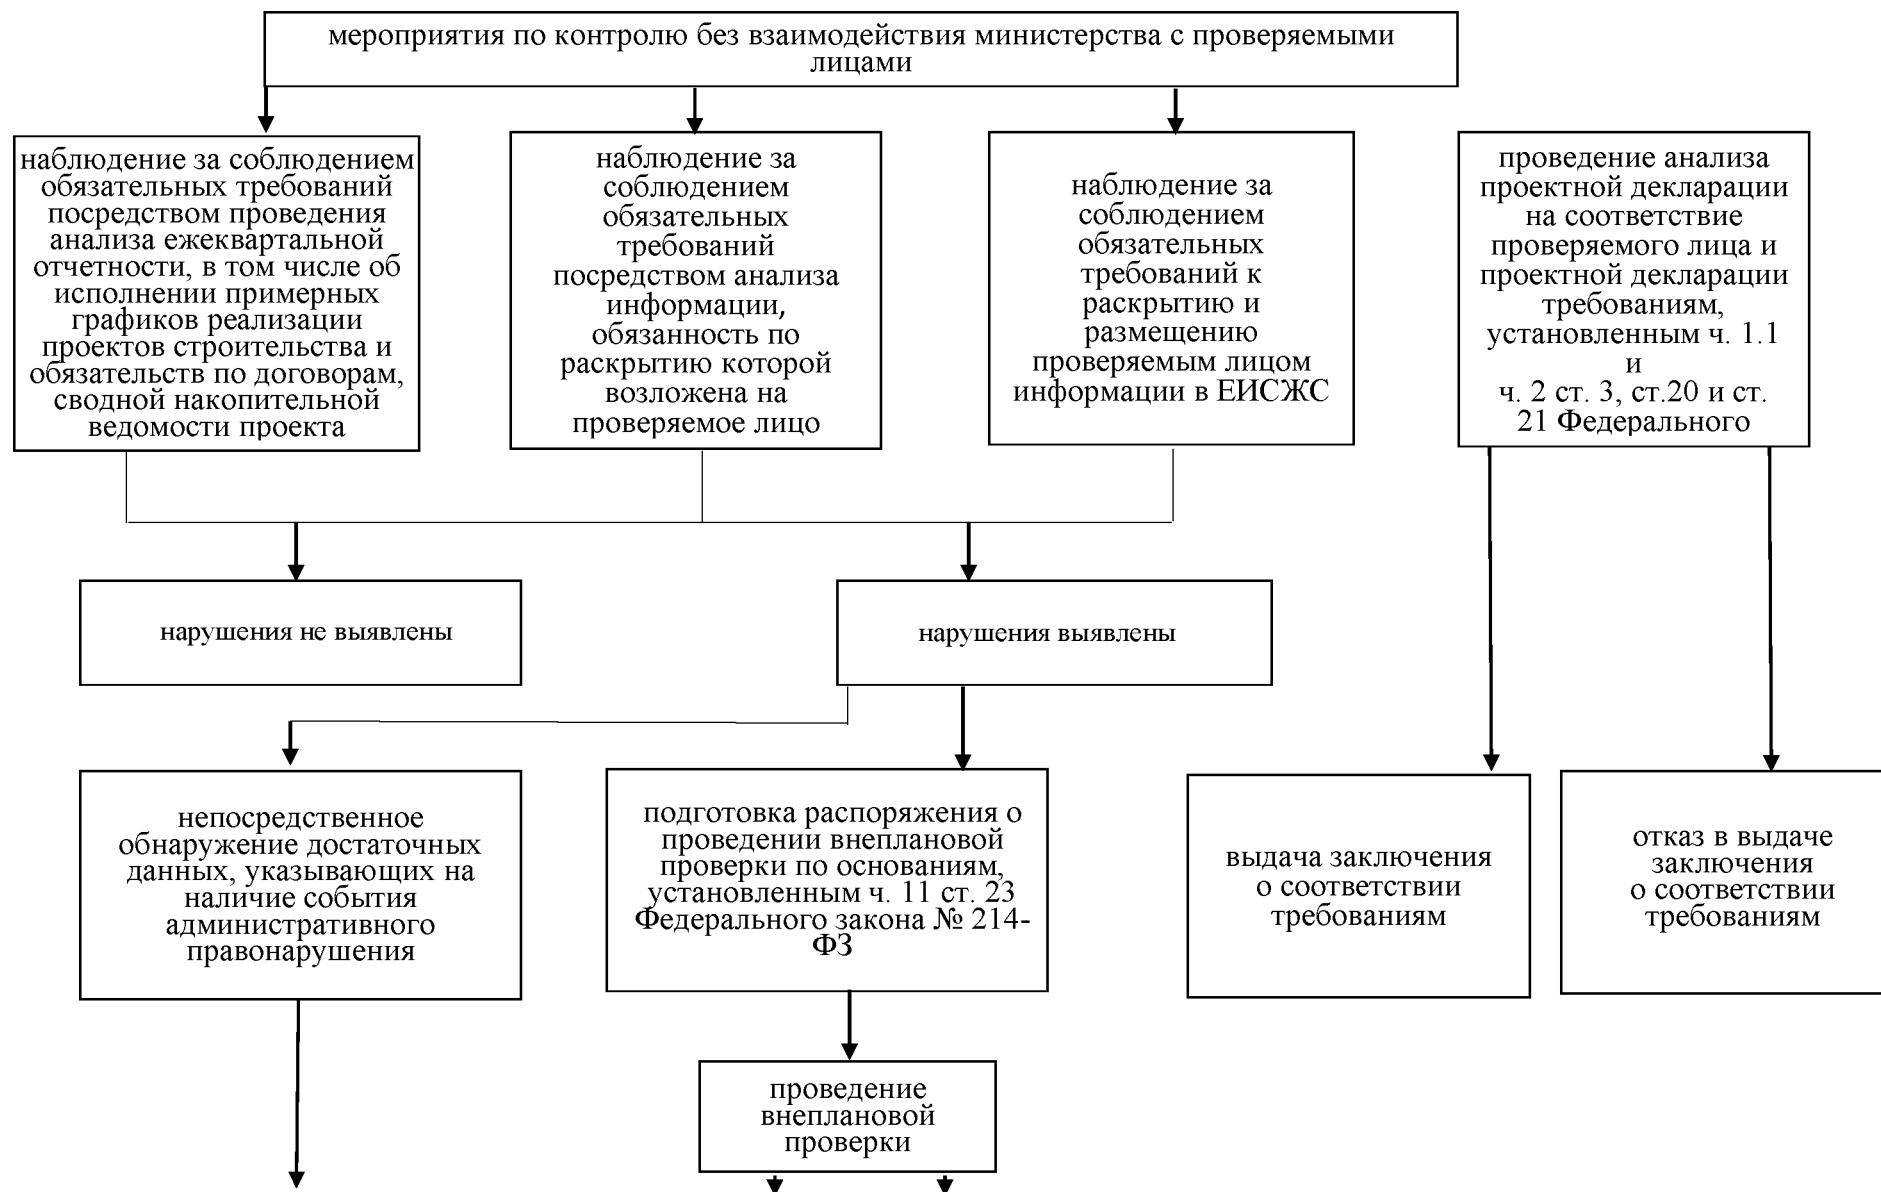 мероприятия по контролю без взаимодействия министерства с проверяемыми
лицами
наблюдение за соблюдением
обязательных требований
посредством проведения
анализа ежеквартальной
отчетности, в том числе об
исполнении примерных
графиков реализации
проектов строительства и
обязательств по договорам,
сводной накопительной
ведомости проекта
наблюдение за
соблюдением
обязательных
требований
посредством анализа
информации,
обязанность по
раскрытию которой
возложена на
проверяемое лицо
наблюдение за
соблюдением
обязательных
требований к
раскрытию и
размещению
проверяемым лицом
информации в ЕИСЖС
проведение анализа
проектной декларации
на соответствие
проверяемого лица и
проектной декларации
требованиям,
установленным ч. 1.1
и
ч. 2 ст. 3, ст.20 и ст.
21 Федерального
нарушения не выявлены
нарушения выявлены
непосредственное
обнаружение достаточных
данных, указывающих на
наличие события
административного
правонарушения
подготовка распоряжения о
проведении внеплановой
проверки по основаниям,
установленным ч. 11 ст. 23
Федерального закона № 214-
ФЗ
выдача заключения
о соответствии
требованиям
отказ в выдаче
заключения
о соответствии
требованиям
проведение
внеплановой
проверки